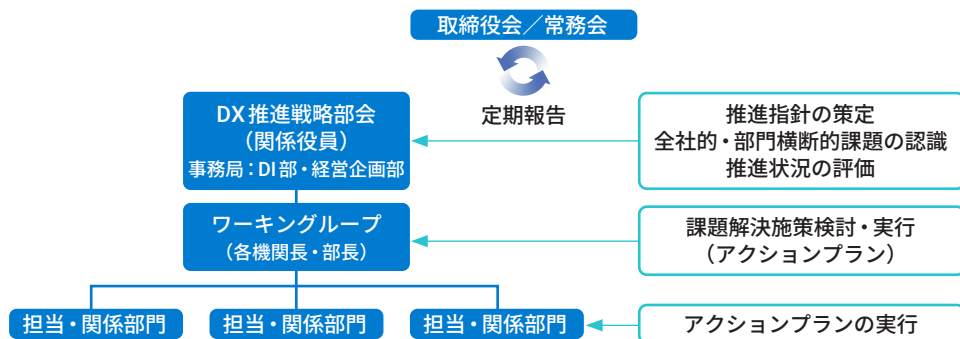 取締役会／常務会
定期報告
DX推進戦略部会
（関係役員）
事務局：DI部・経営企画部
推進指針の策定
全社的・部門横断的課題の認識
推進状況の評価
ワーキングループ
（各機関長・部長）
課題解決施策検討・実行
（アクションプラン）
担当・関係部門
担当・関係部門
担当・関係部門
アクションプランの実行